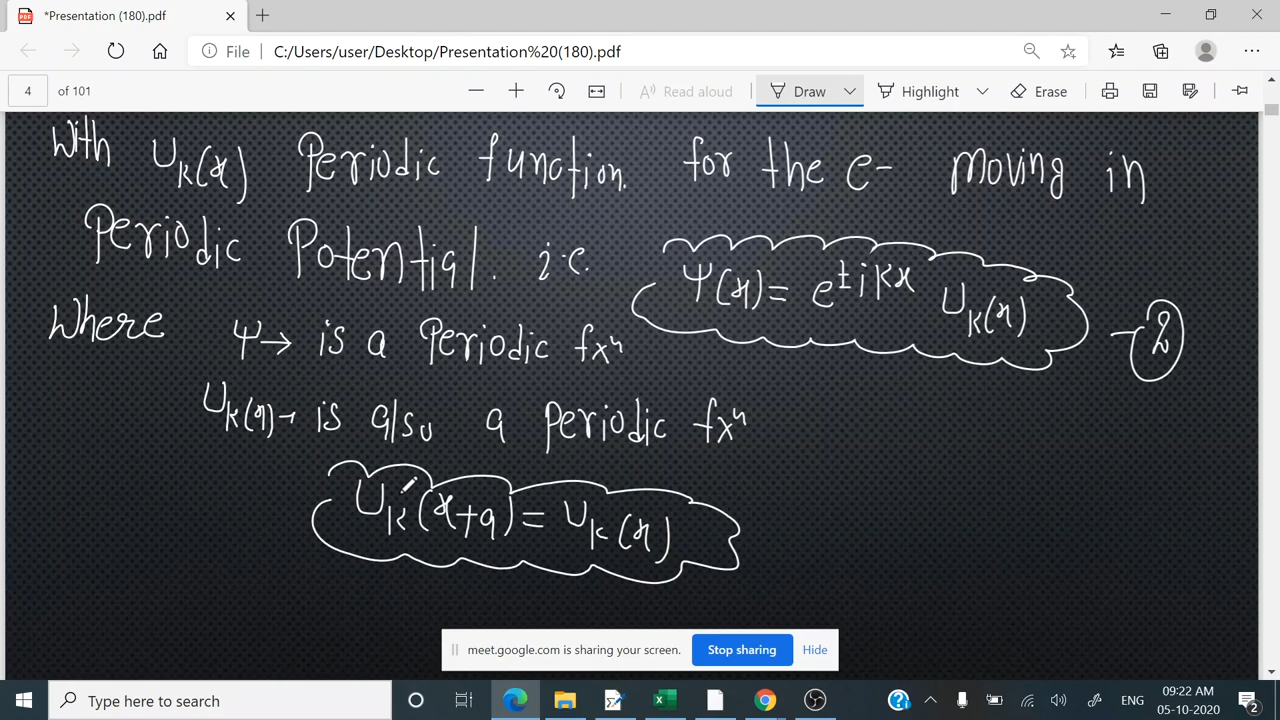 *Presentation (180).pdf
File C:/Users/user/Desktop/Presentation%20(180).pdf
4 of 101 Read aloud Draw Highlight Erase
With Uk(x) Periodic function. for the e- moving in
Periodic Potential. i.e. ψ(x)= e^±ikx Uk(x) -②
Where ψ→ is a Periodic fxⁿ
Uk(x)→ is also a periodic fxⁿ
Uk(x+a) = Uk(x)
meet.google.com is sharing your screen. Stop sharing Hide
Type here to search
ENG
09:22 AM
05-10-2020
2